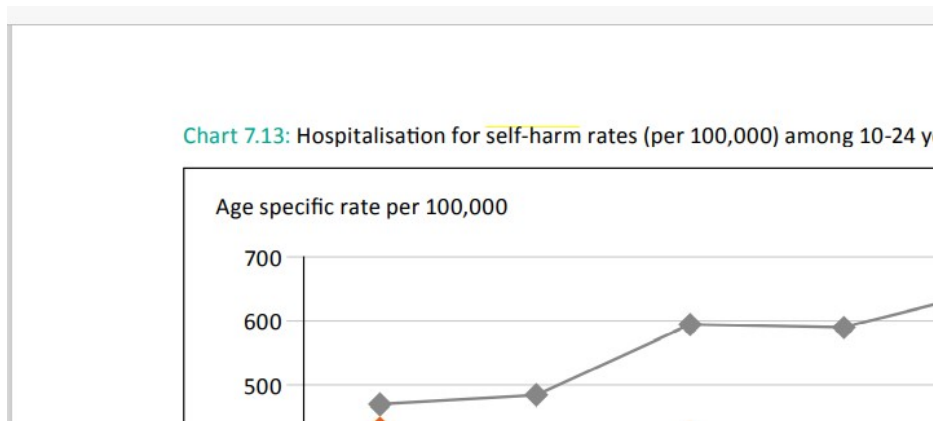 Chart 7.13: Hospitalisation for self-harm rates (per 100,000) among 10-24
Age specific rate per 100,000
700
600
500